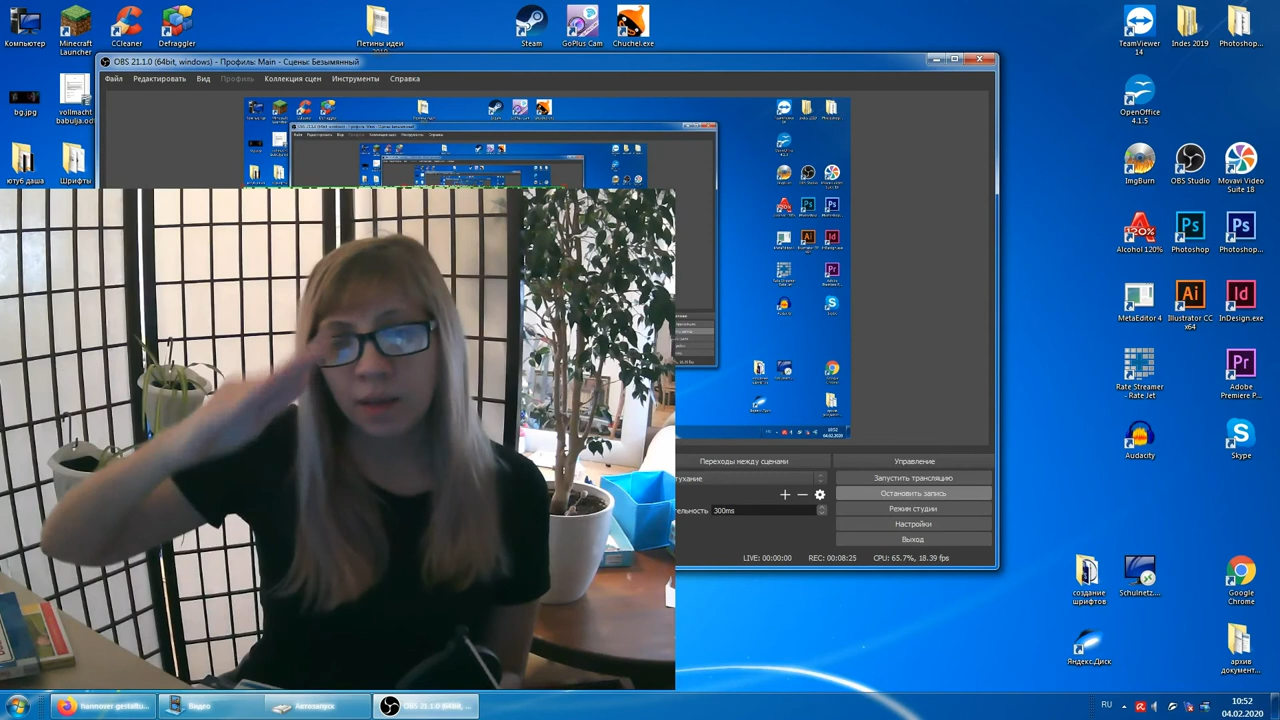 Компьютер
Minecraft Launcher
CCleaner
Defraggler
Петины идеи
Steam
GoPlus Cam
Chuchel.exe
TeamViewer 14
Indes 2019
Photoshop...
OBS 21.1.0 (64bit, windows) - Профиль: Main - Сцены: Безымянный
Файл Редактировать Вид Профиль Коллекция сцен Инструменты Справка
bg.jpg
vollmacht babulja.odt
OpenOffice 4.1.5
ютуб даша
Шрифты
ImgBurn
OBS Studio
Movavi Video Suite 18
Alcohol 120%
Photoshop
Photoshop...
MetaEditor 4
Illustrator CC x64
InDesign.exe
Rate Streamer - Rate Jet
Adobe Premiere P...
Audacity
Skype
Переходы между сценами
Управление
тухание
Запустить трансляцию
Остановить запись
тельность 300ms
Режим студии
Настройки
Выход
LIVE: 00:00:00 REC: 00:08:25 CPU: 65.7%, 18.39 fps
создание шрифтов
Schulnetz....
Google Chrome
Яндекс.Диск
архив документ...
hannover gestaltu...
Видео
Автозапуск
OBS 21.1.0 (64bit, ...
RU
10:52
04.02.2020